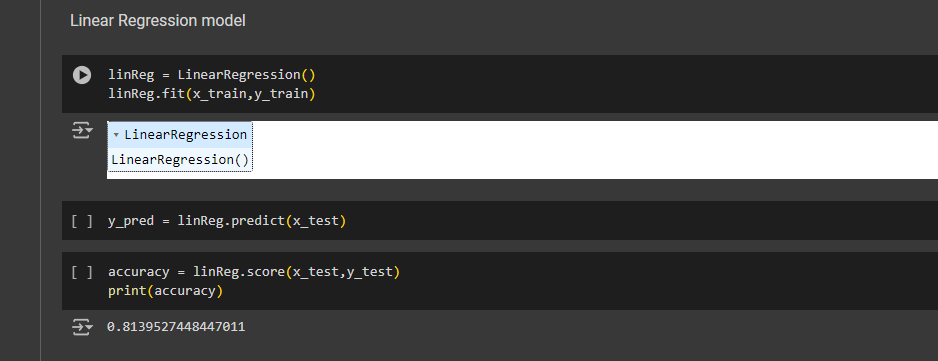 Linear Regression model
linReg = LinearRegression()
linReg.fit(x_train,y_train)
▾ LinearRegression
LinearRegression()
[ ] y_pred = linReg.predict(x_test)
[ ] accuracy = linReg.score(x_test,y_test)
print(accuracy)
0.8139527448447011